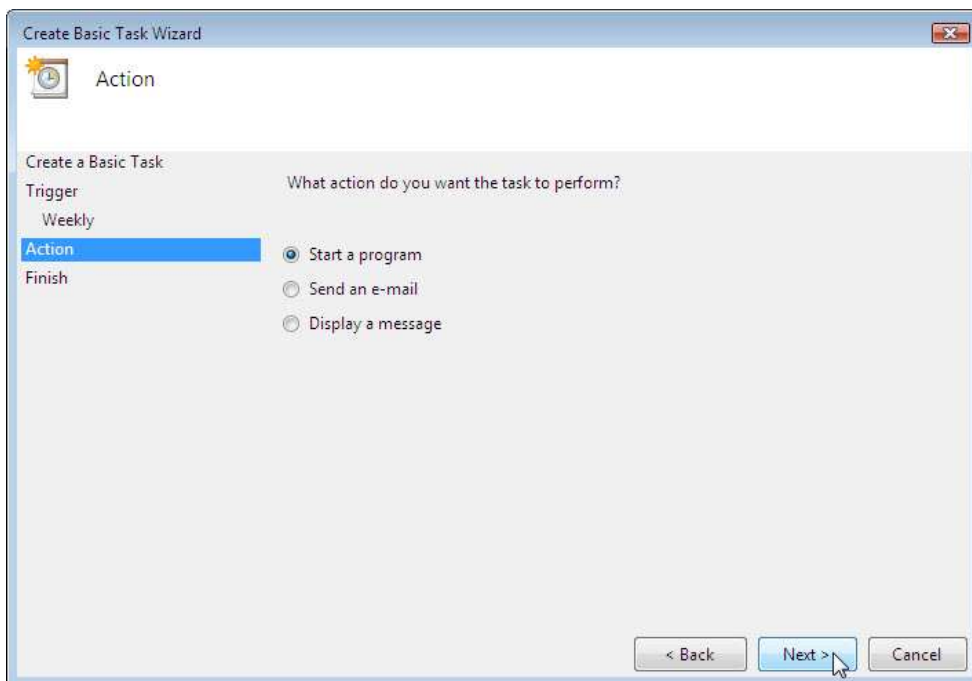 Create Basic Task Wizard
Action
Create a Basic Task
Trigger
Weekly
Action
Finish
What action do you want the task to perform?
Start a program
Send an e-mail
Display a message
< Back
Next >
Cancel